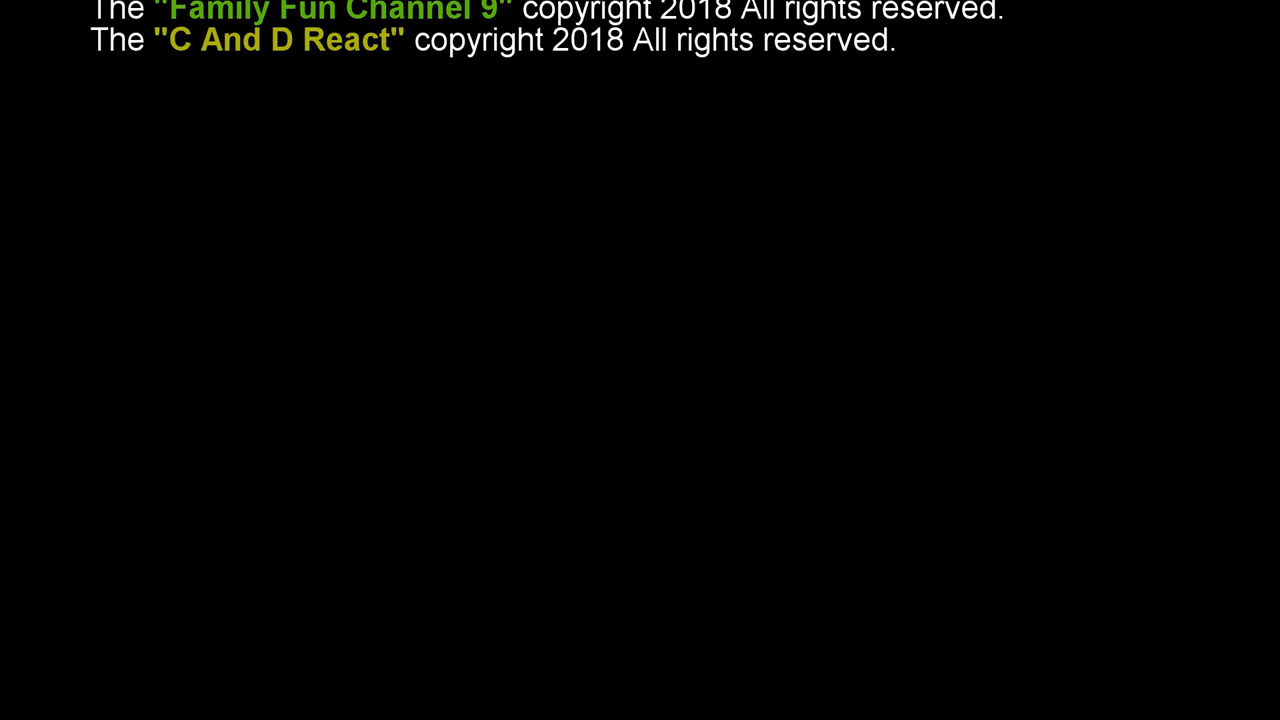 The "Family Fun Channel 9" copyright 2018 All rights reserved.
The "C And D React" copyright 2018 All rights reserved.